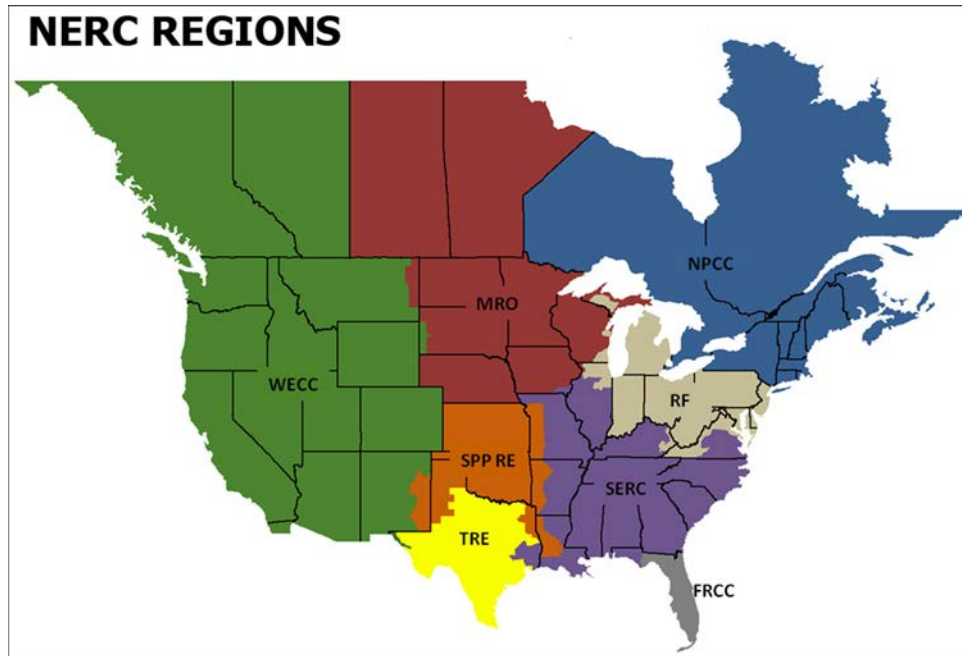 NERC REGIONS
NPCC
MRO
WECC
RF
SPP RE
SERC
TRE
FRCC